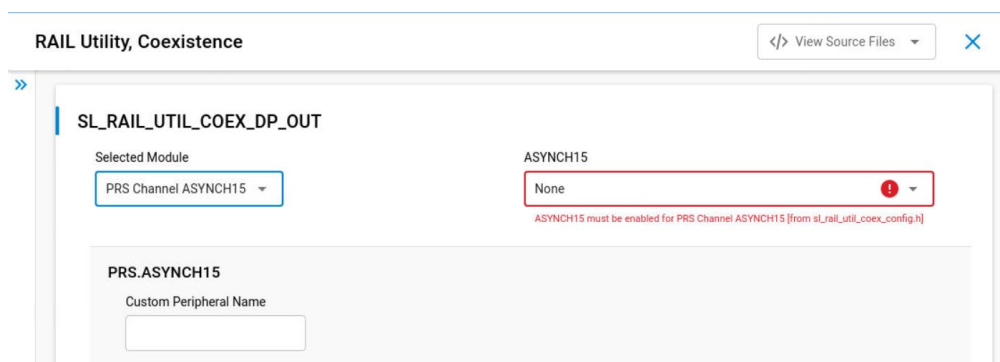 RAIL Utility, Coexistence
</> View Source Files
SL_RAIL_UTIL_COEX_DP_OUT
Selected Module
ASYNCH15
PRS Channel ASYNCH15
None
ASYNCH15 must be enabled for PRS Channel ASYNCH15 [from sl_rail_util_coex_config.h]
PRS.ASYNCH15
Custom Peripheral Name